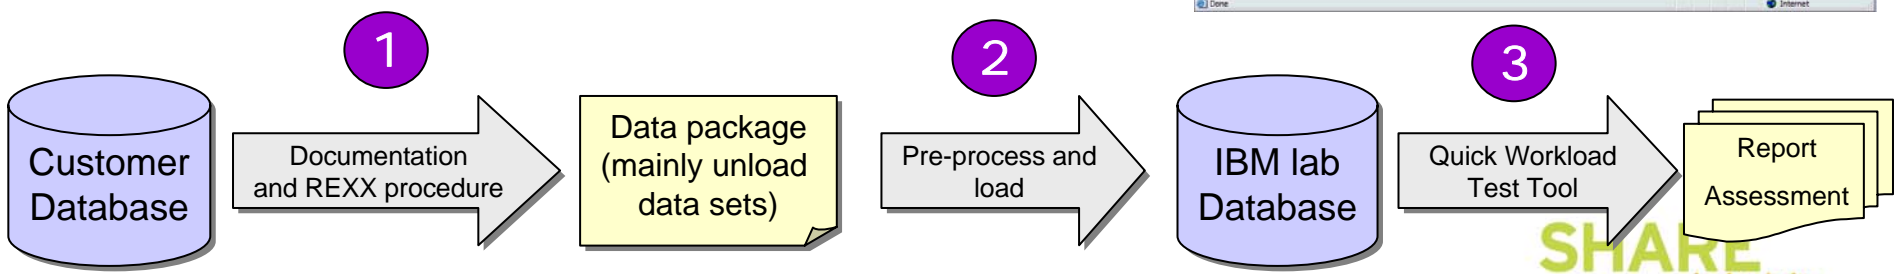 Done
Internet
1
2
3
Customer
Database
Documentation
and REXX procedure
Data package
(mainly unload
data sets)
Pre-process and
load
IBM lab
Database
Quick Workload
Test Tool
Report
Assessment
SHARE